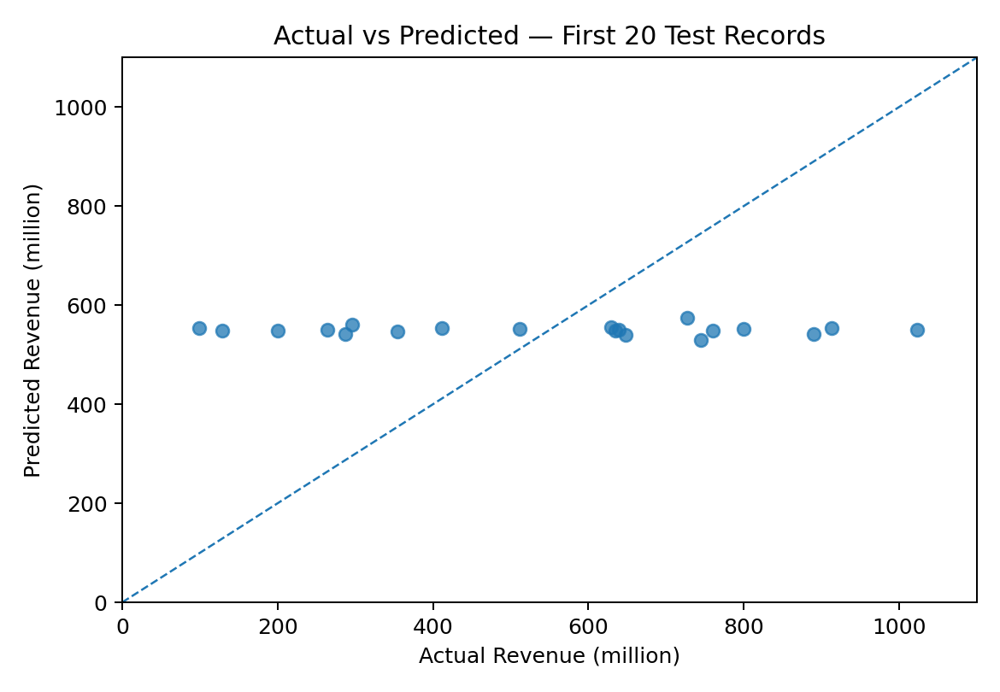 Actual vs Predicted — First 20 Test Records
Predicted Revenue (million)
1000
800
600
400
200
0
0 200 400 600 800 1000
Actual Revenue (million)